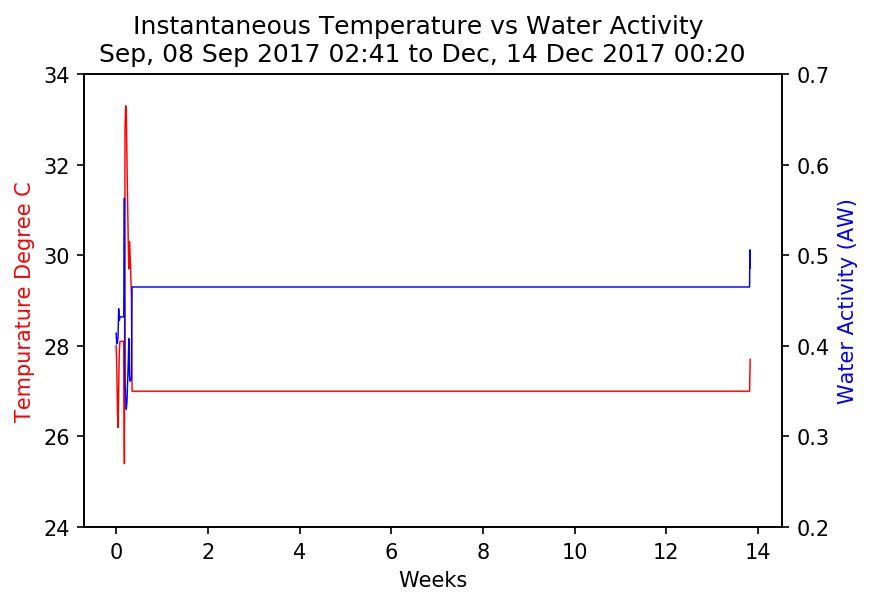 Instantaneous Temperature vs Water Activity
Sep, 08 Sep 2017 02:41 to Dec, 14 Dec 2017 00:20
34
32
30
28
26
24
Tempurature Degree C
0.7
0.6
0.5
0.4
0.3
0.2
Water Activity (AW)
0 2 4 6 8 10 12 14
Weeks